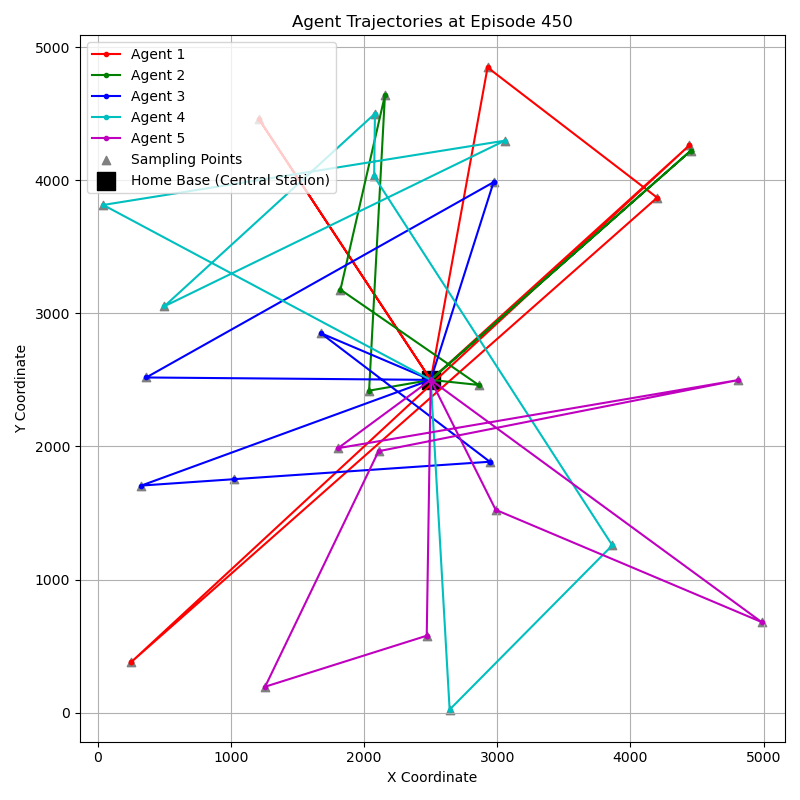 Agent Trajectories at Episode 450
Agent 1
Agent 2
Agent 3
Agent 4
Agent 5
Sampling Points
Home Base (Central Station)
5000
4000
3000
2000
1000
0
Y Coordinate
0 1000 2000 3000 4000 5000
X Coordinate